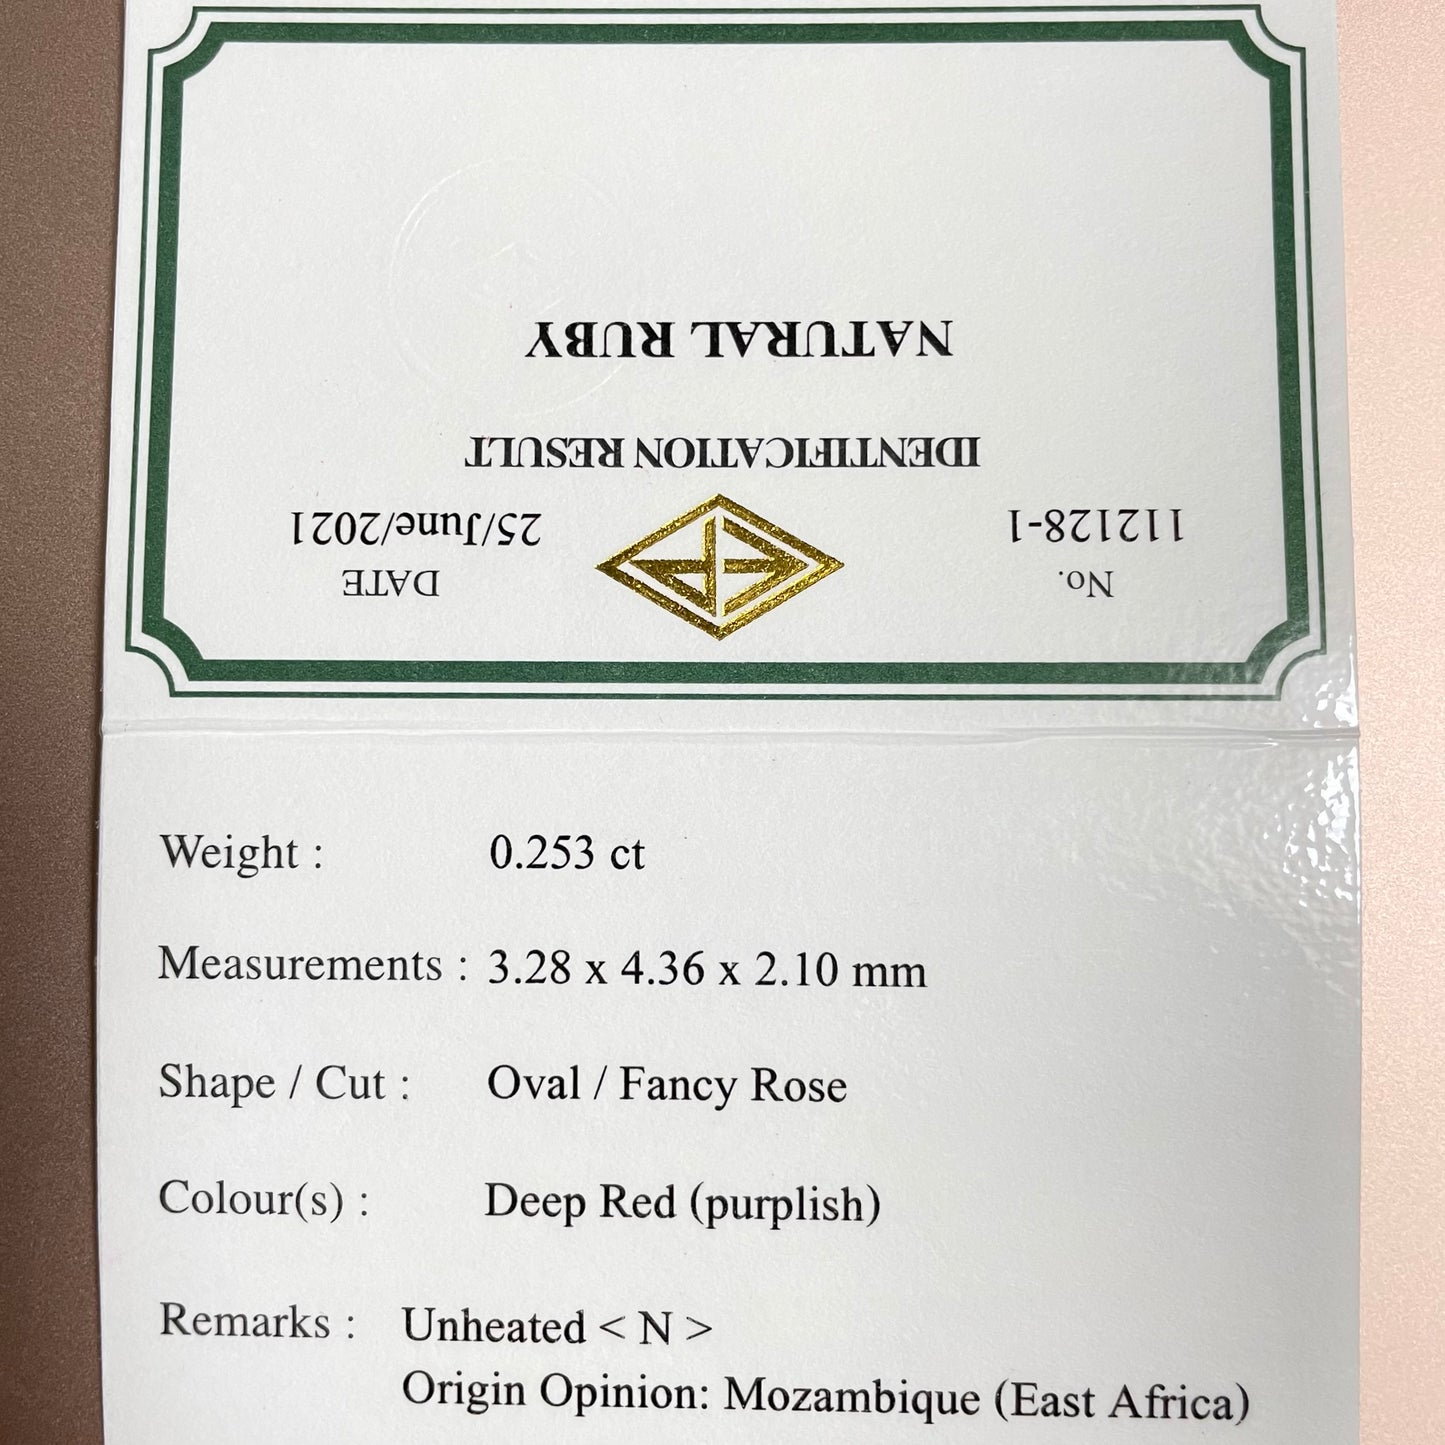 No.
112128-1
DATE
25/June/2021
IDENTIFICATION RESULT
NATURAL RUBY
Weight : 0.253 ct
Measurements : 3.28 x 4.36 x 2.10 mm
Shape / Cut : Oval / Fancy Rose
Colour(s) : Deep Red (purplish)
Remarks : Unheated < N >
Origin Opinion: Mozambique (East Africa)